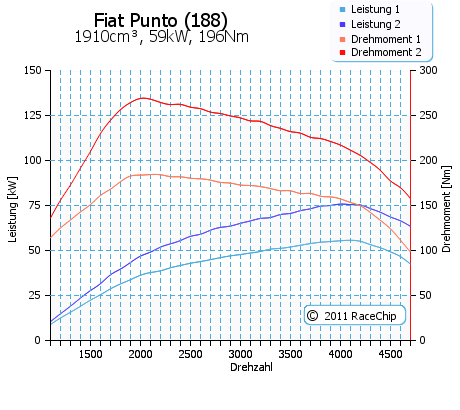 Fiat Punto (188)
1910cm³, 59kW, 196Nm
Leistung 1
Leistung 2
Drehmoment 1
Drehmoment 2
150
125
100
75
50
25
0
Leistung [kW]
300
250
200
150
100
50
0
Drehmoment [Nm]
1500 2000 2500 3000 3500 4000 4500
Drehzahl
© 2011 RaceChip